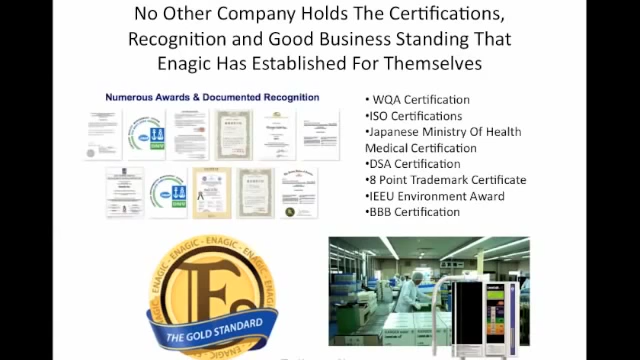 No Other Company Holds The Certifications,
Recognition and Good Business Standing That
Enagic Has Established For Themselves
Numerous Awards & Documented Recognition
• WQA Certification
•ISO Certifications
•Japanese Ministry Of Health
Medical Certification
•DSA Certification
•8 Point Trademark Certificate
•IEEU Environment Award
•BBB Certification
ENAGIC - ENAGIC - ENAGIC
THE GOLD STANDARD